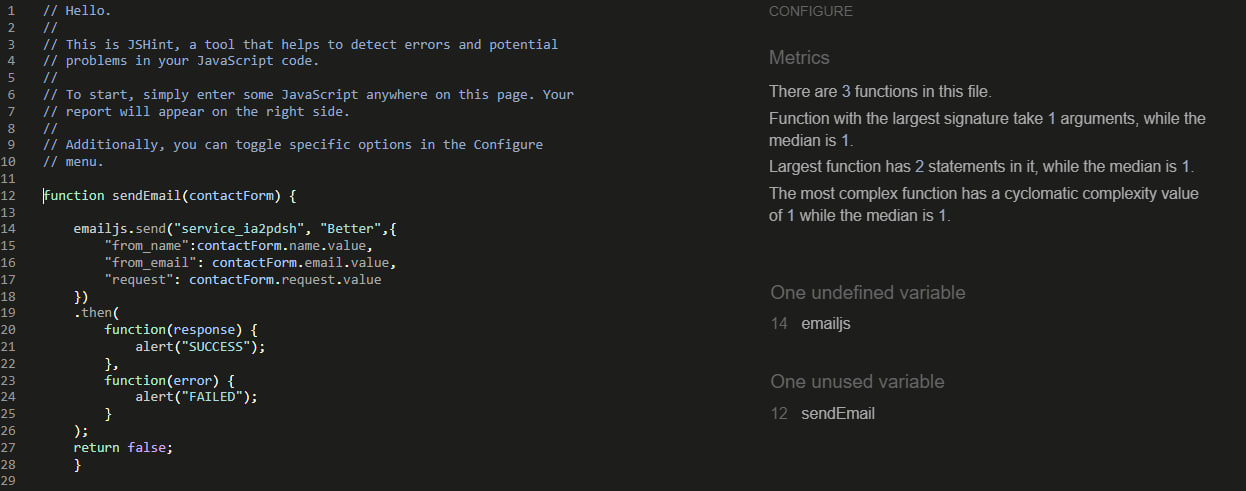 1 // Hello.
2 //
3 // This is JSHint, a tool that helps to detect errors and potential
4 // problems in your JavaScript code.
5 //
6 // To start, simply enter some JavaScript anywhere on this page. Your
7 // report will appear on the right side.
8 //
9 // Additionally, you can toggle specific options in the Configure
10 // menu.
11
12 function sendEmail(contactForm) {
13
14     emailjs.send("service_ia2pdsh", "Better",{
15         "from_name":contactForm.name.value,
16         "from_email": contactForm.email.value,
17         "request": contactForm.request.value
18     })
19     .then(
20         function(response) {
21             alert("SUCCESS");
22         },
23         function(error) {
24             alert("FAILED");
25         }
26     );
27     return false;
28     }
29
CONFIGURE
Metrics
There are 3 functions in this file.
Function with the largest signature take 1 arguments, while the
median is 1.
Largest function has 2 statements in it, while the median is 1.
The most complex function has a cyclomatic complexity value
of 1 while the median is 1.
One undefined variable
14 emailjs
One unused variable
12 sendEmail